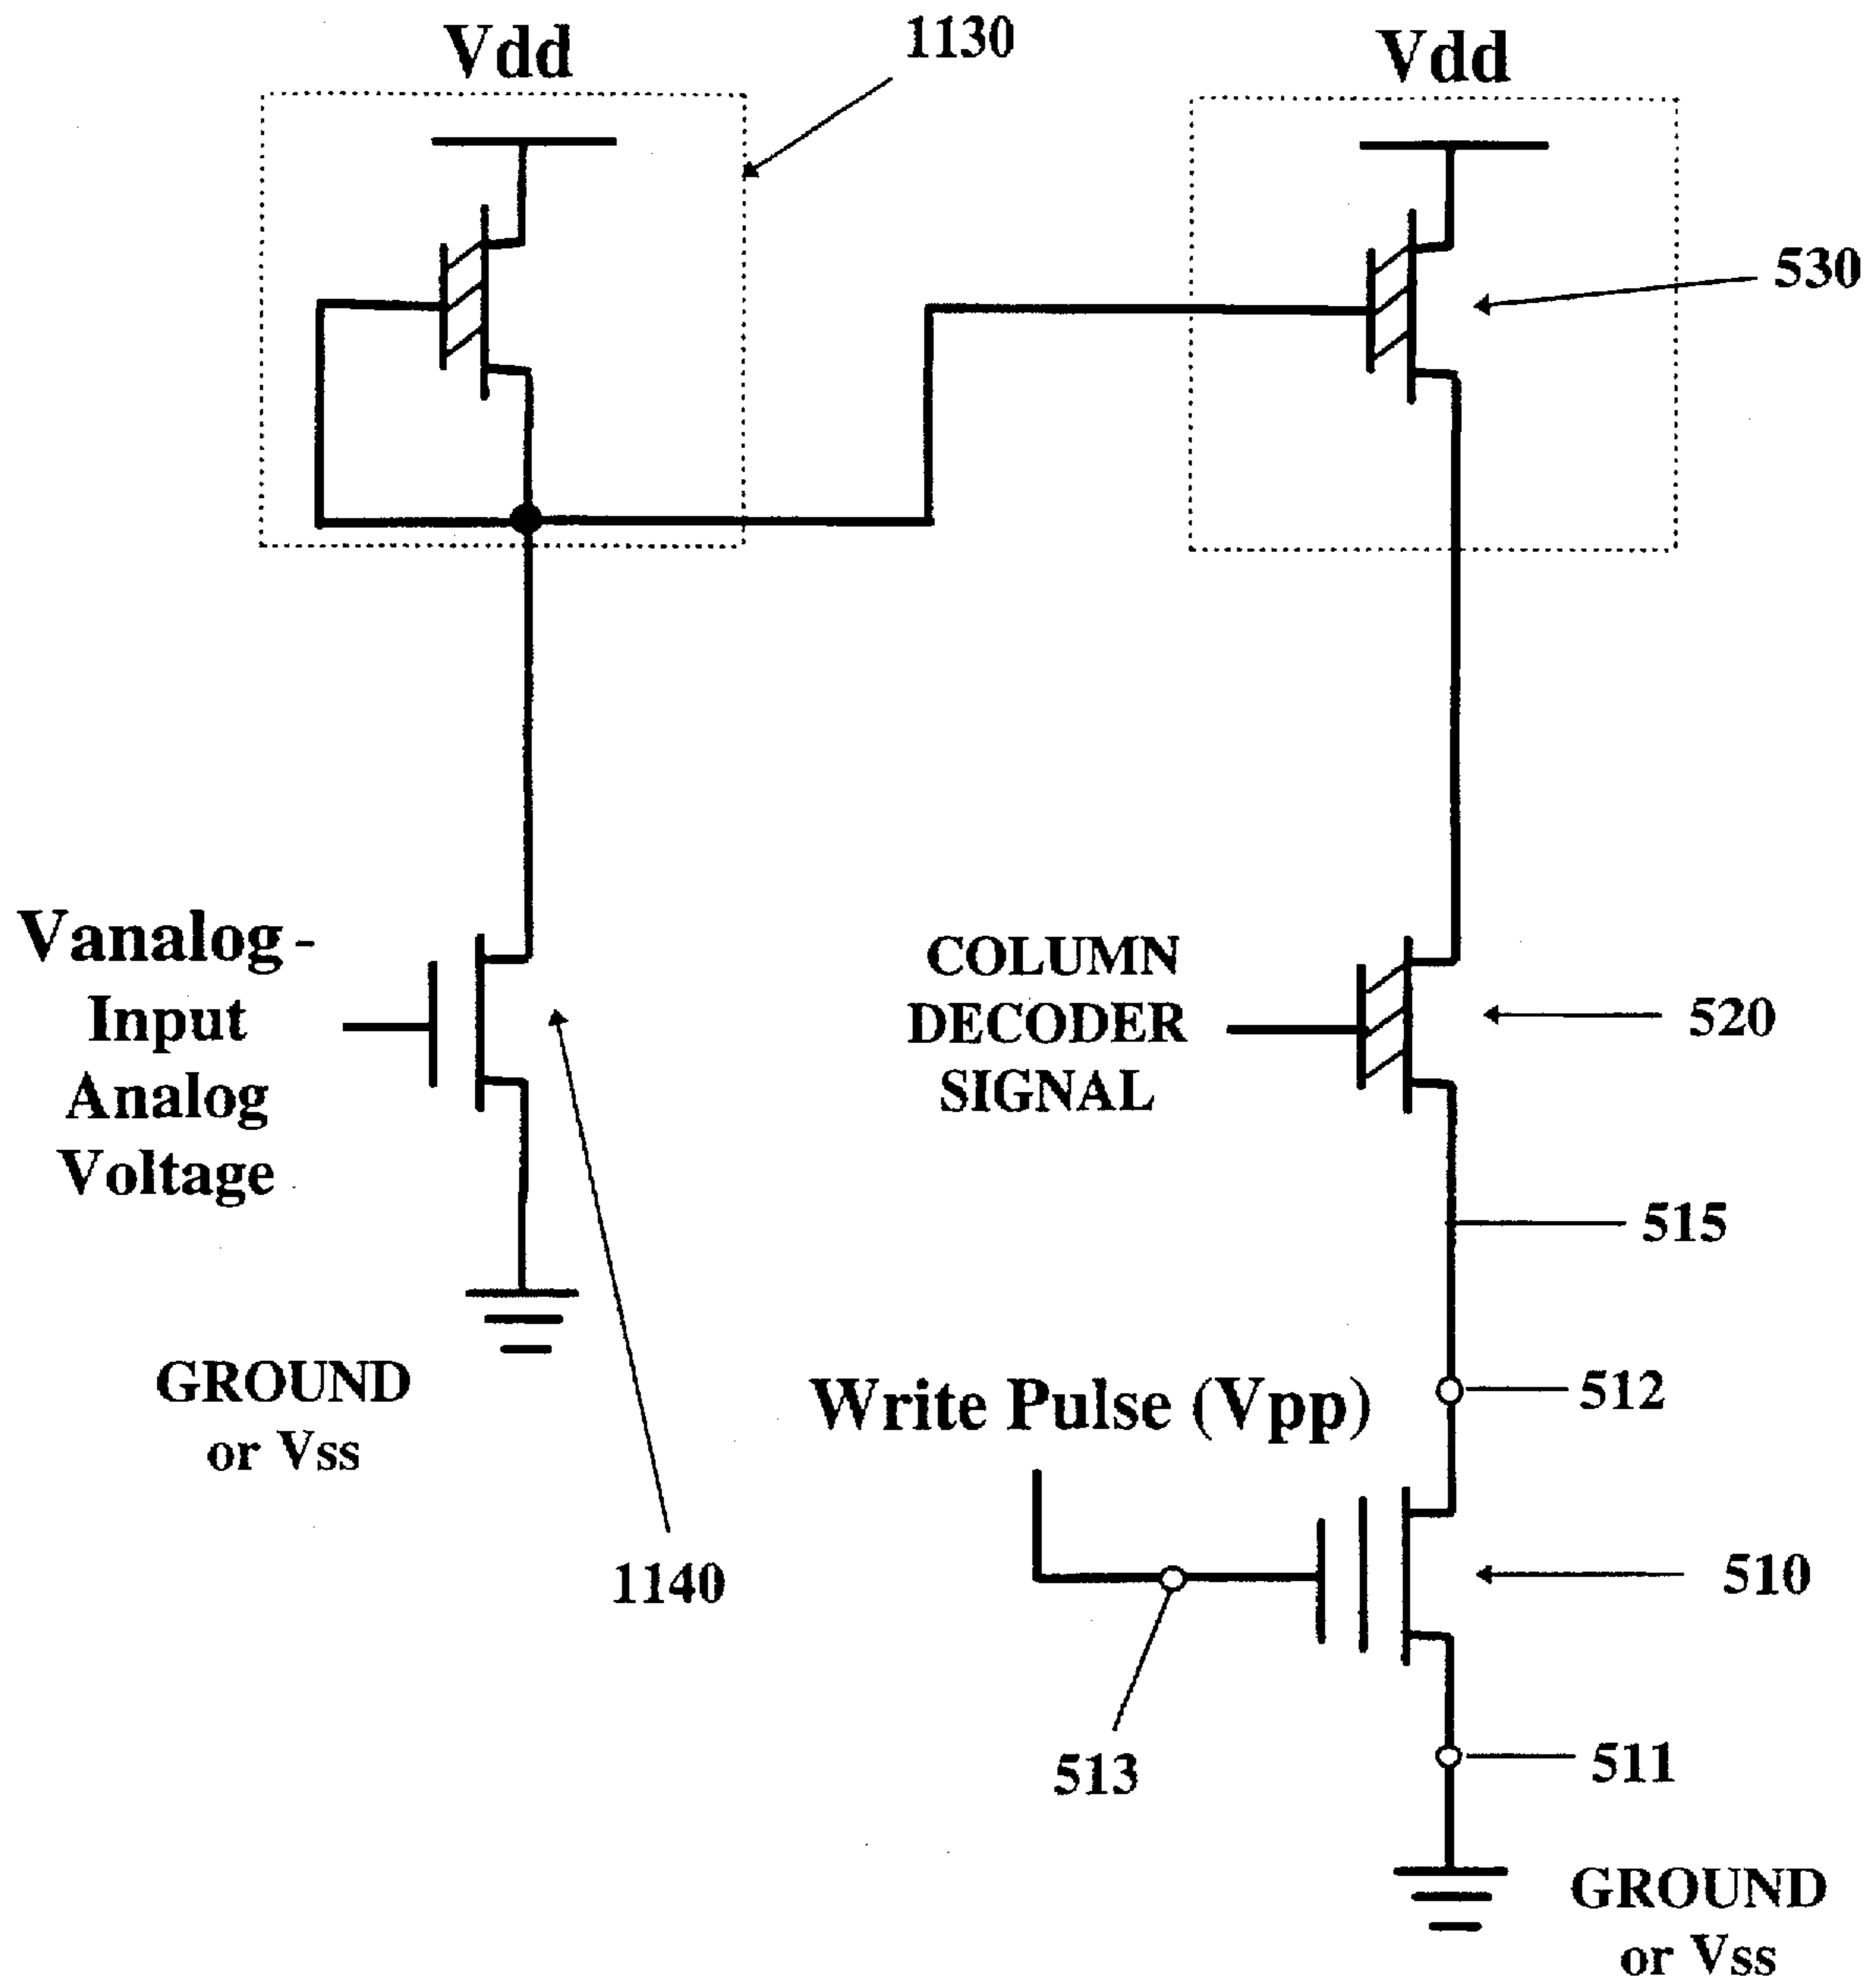 Vdd
1130
Vdd
530
Vanalog-
Input
Analog
Voltage
COLUMN
DECODER
SIGNAL
520
515
GROUND
or Vss
Write Pulse (Vpp)
512
1140
510
513
511
GROUND
or Vss